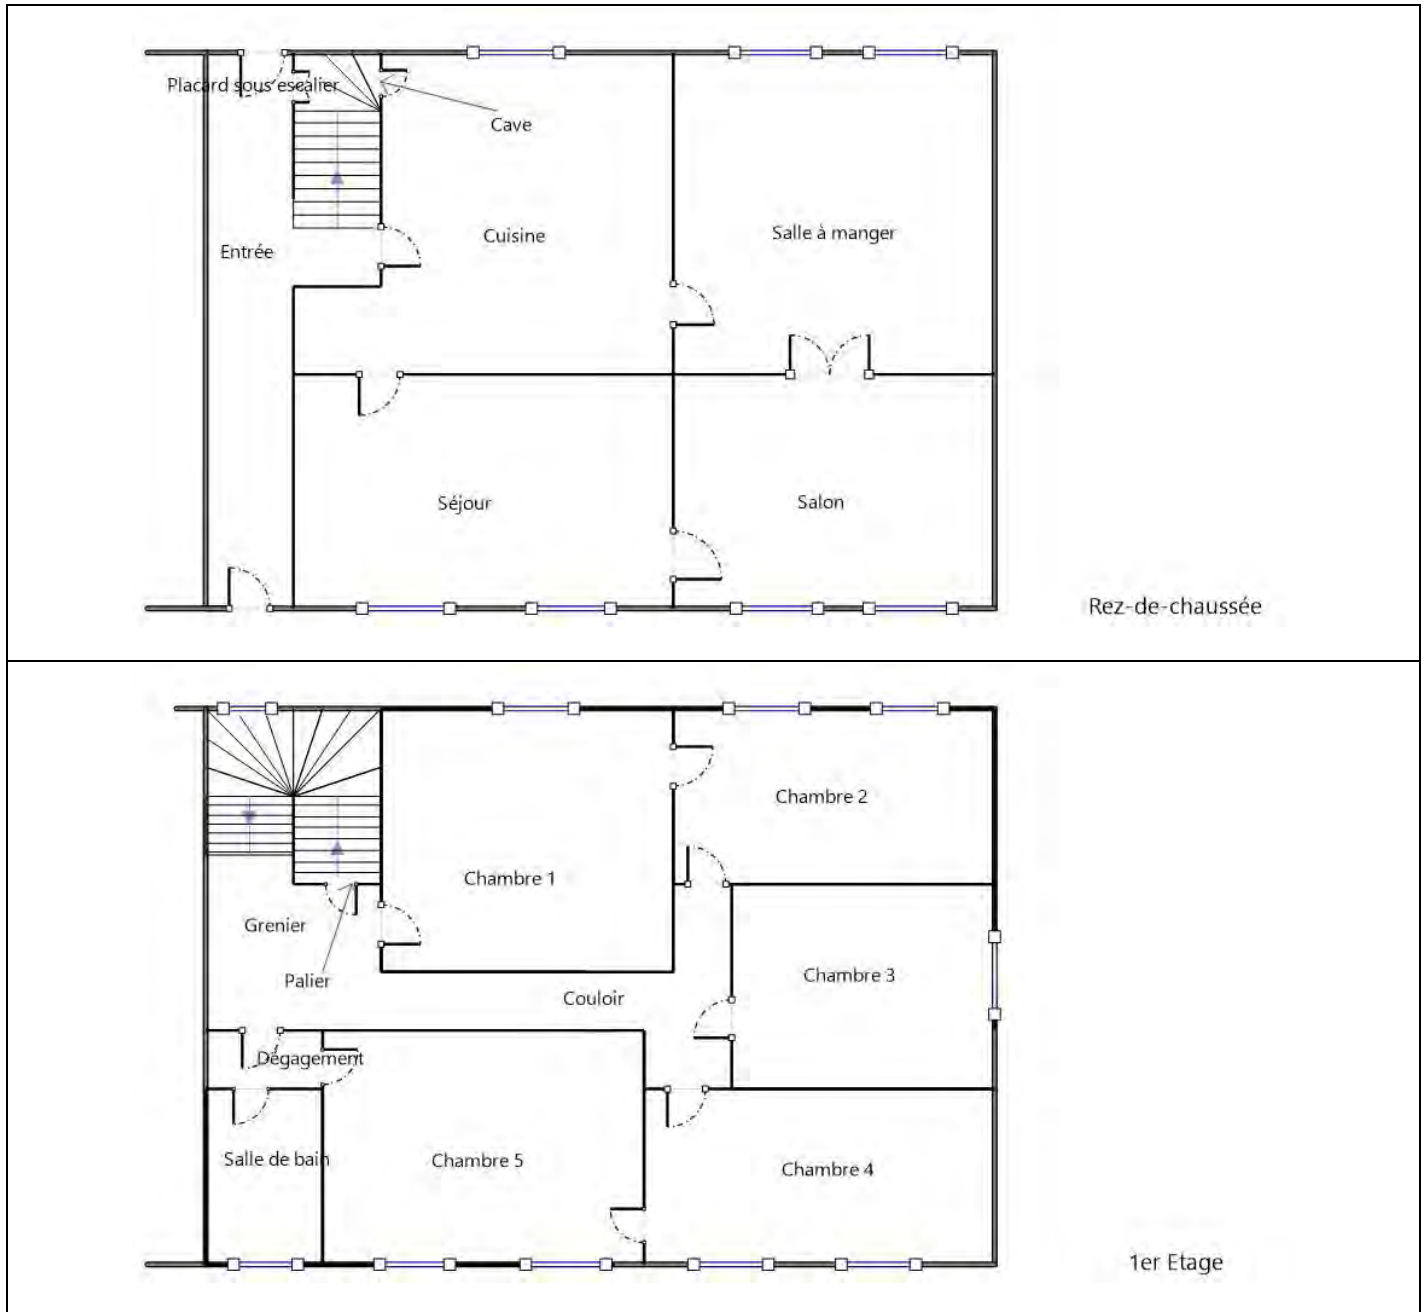 Placard sous escalier
Cave
Cuisine
Salle à manger
Entrée
Séjour
Salon
Rez-de-chaussée
Chambre 2
Chambre 1
Grenier
Chambre 3
Palier
Couloir
Dégagement
Salle de bain
Chambre 5
Chambre 4
1er Etage